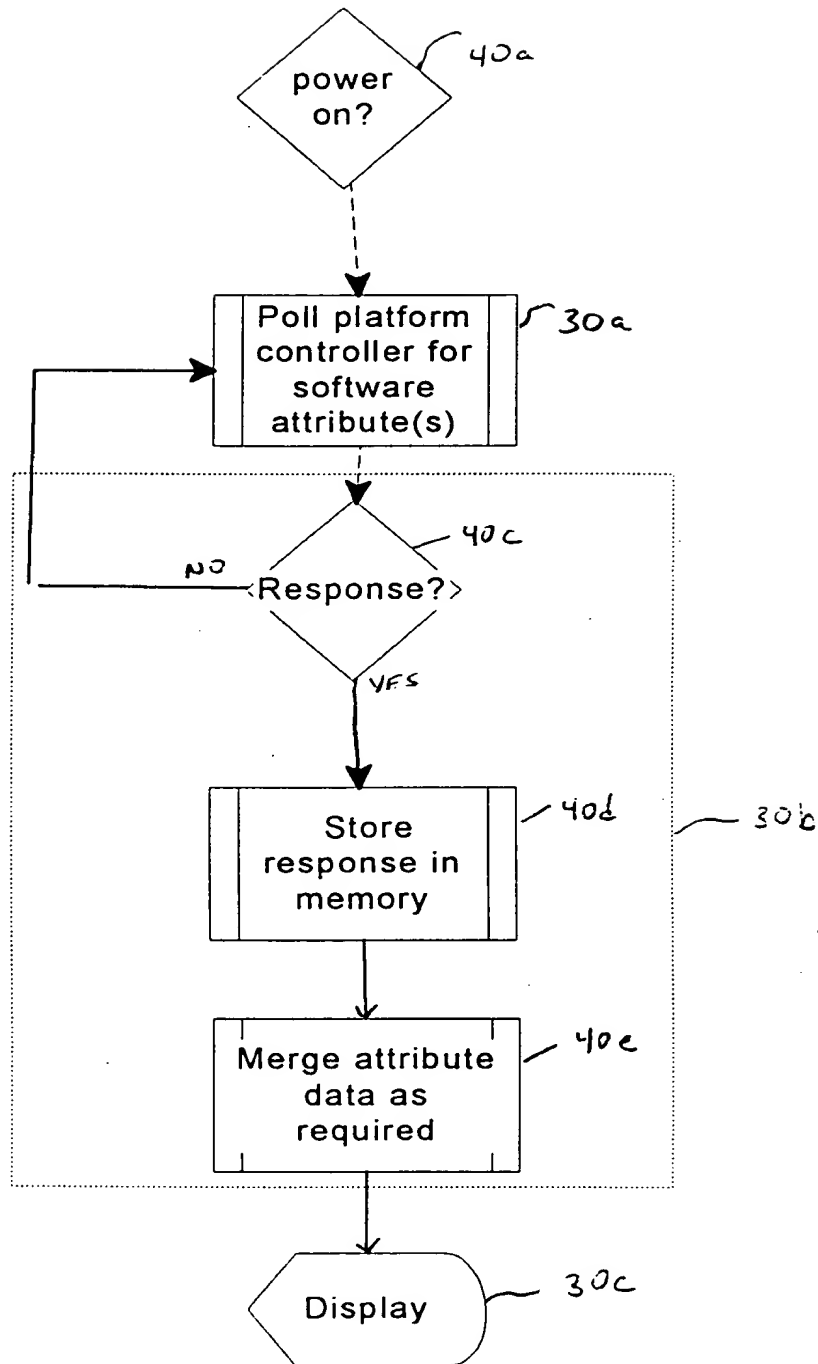 power
on?
40a
Poll platform
controller for
software
attribute(s)
30a
Response?
40c
NO
YES
Store
response in
memory
40d
30b
Merge attribute
data as
required
40e
Display
30c